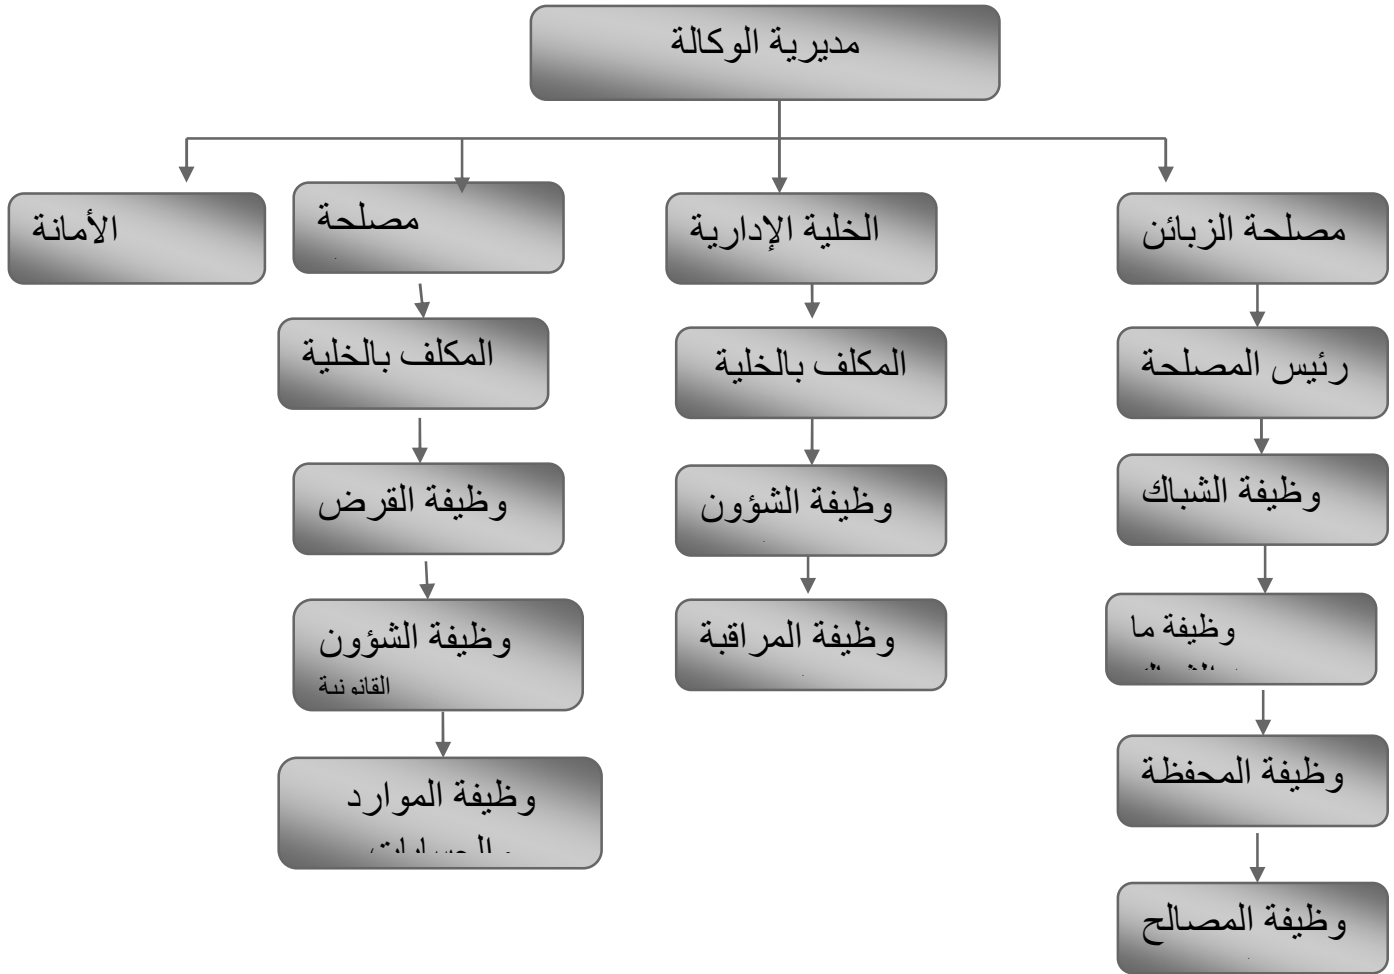 مديرية الوكالة
مصلحة الزبائن
الخلية الإدارية
مصلحة
الأمانة
رئيس المصلحة
المكلف بالخلية
المكلف بالخلية
وظيفة الشباك
وظيفة الشؤون
وظيفة القرض
وظيفة ما
وظيفة المراقبة
وظيفة الشؤون
القانونية
وظيفة المحفظة
وظيفة الموارد
والحسابات
وظيفة المصالح